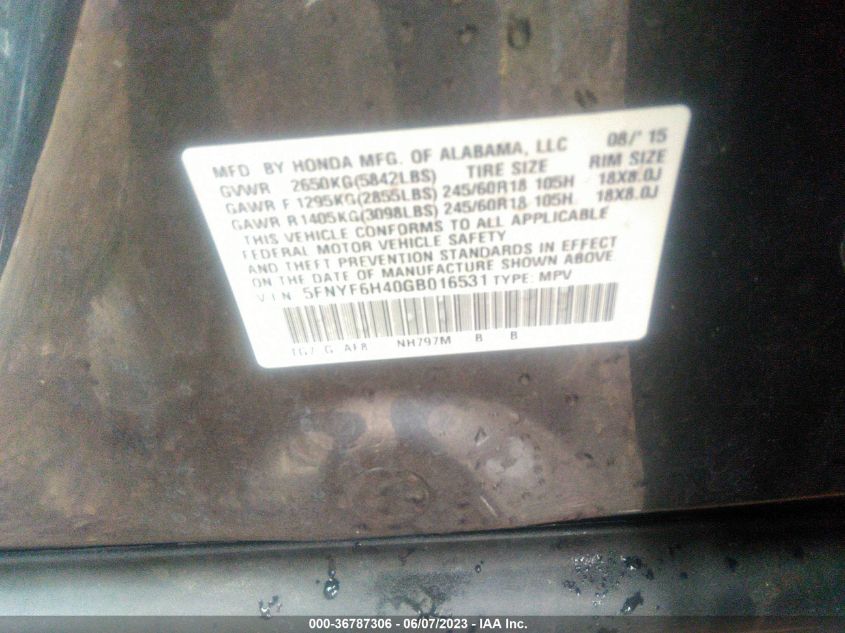 MFD BY HONDA MFG. OF ALABAMA, LLC 08/'15
GVWR 2650KG(5842LBS) TIRE SIZE RIM SIZE
GAWR F 1295KG(2855LBS) 245/60R18 105H 18X8.0J
GAWR R 1405KG(3098LBS) 245/60R18 105H 18X8.0J
THIS VEHICLE CONFORMS TO ALL APPLICABLE
FEDERAL MOTOR VEHICLE SAFETY
AND THEFT PREVENTION STANDARDS IN EFFECT
ON THE DATE OF MANUFACTURE SHOWN ABOVE
V.I.N. 5FNYF6H40GB016531 TYPE: MPV
TG7 G AF8 NH797M B B
000-36787306 - 06/07/2023 - IAA Inc.